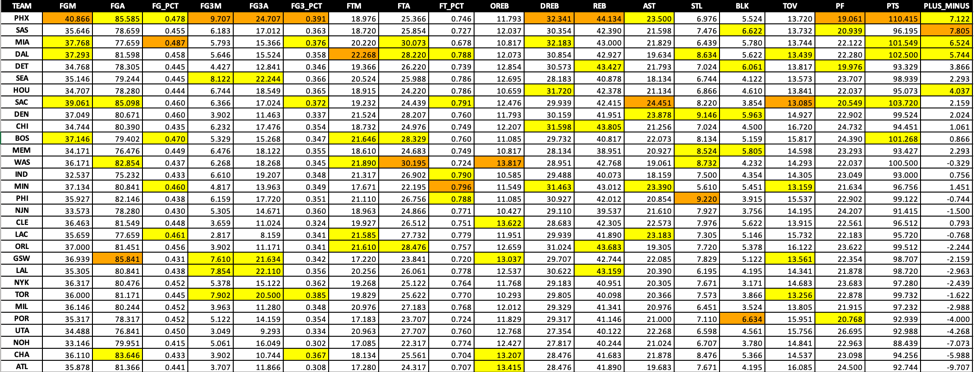 TEAM FGM FGA FG_PCT FG3M FG3A FG3_PCT FTM FTA FT_PCT OREB DREB REB AST STL BLK TOV PF PTS PLUS_MINUS
PHX 40.866 85.585 0.478 9.707 24.707 0.391 18.976 25.366 0.746 11.793 32.341 44.134 23.500 6.976 5.524 13.720 19.061 110.415 7.122
SAS 35.646 78.659 0.455 6.183 17.012 0.363 18.720 25.854 0.727 12.037 30.354 42.390 21.598 7.476 6.622 13.732 20.939 96.195 7.805
MIA 37.768 77.659 0.487 5.793 15.366 0.376 20.220 30.073 0.678 10.817 32.183 43.000 21.829 6.439 5.780 13.744 22.122 101.549 6.524
DAL 37.293 81.598 0.458 5.646 15.524 0.358 22.268 28.220 0.788 12.073 30.854 42.927 19.634 8.634 5.622 13.439 22.280 102.500 5.744
DET 34.768 78.305 0.444 4.427 12.841 0.346 19.366 26.220 0.739 12.854 30.573 43.427 21.793 7.024 6.061 13.817 19.976 93.329 3.866
SEA 35.146 79.244 0.445 8.122 22.244 0.366 20.524 25.988 0.786 12.695 28.183 40.878 18.134 6.744 4.122 13.573 23.707 98.939 2.293
HOU 34.707 78.280 0.444 6.744 18.549 0.365 18.915 24.220 0.786 10.659 31.720 42.378 21.134 6.866 4.610 13.841 22.037 95.073 4.037
SAC 39.061 85.098 0.460 6.366 17.024 0.372 19.232 24.439 0.791 12.476 29.939 42.415 24.451 8.220 3.854 13.085 20.549 103.720 2.159
DEN 37.049 80.671 0.460 3.902 11.463 0.337 21.524 28.207 0.760 11.793 30.159 41.951 23.878 9.146 5.963 14.927 22.902 99.524 2.024
CHI 34.744 80.390 0.435 6.232 17.476 0.354 18.732 24.976 0.749 12.207 31.598 43.805 21.256 7.024 4.500 16.720 24.732 94.451 1.061
BOS 37.146 79.402 0.470 5.329 15.268 0.347 21.646 28.329 0.760 11.085 29.732 40.817 22.073 8.134 5.159 15.817 24.390 101.268 0.866
MEM 34.171 76.476 0.449 6.476 18.122 0.355 18.610 24.683 0.749 10.817 28.134 38.951 20.927 8.524 5.805 14.598 23.293 93.427 2.293
WAS 36.171 82.854 0.437 6.268 18.268 0.345 21.890 30.195 0.724 13.817 28.951 42.768 19.061 8.732 4.232 14.293 22.037 100.500 -0.329
IND 32.537 75.232 0.433 6.610 19.207 0.348 21.317 26.902 0.790 10.585 29.488 40.073 18.159 7.500 4.354 14.305 21.049 93.000 0.756
MIN 37.134 80.841 0.460 4.817 13.963 0.349 17.671 22.195 0.796 11.549 31.463 43.012 23.390 5.610 5.451 13.159 21.634 96.756 1.451
PHI 35.927 82.146 0.438 6.159 17.720 0.351 21.110 26.756 0.788 11.085 30.927 42.012 20.854 9.220 3.915 15.537 22.902 99.122 -0.744
NJN 33.573 78.280 0.430 5.305 14.671 0.360 18.963 24.866 0.771 10.427 29.110 39.537 21.610 7.927 3.756 14.195 24.207 91.415 -1.500
CLE 36.463 81.549 0.448 3.659 11.024 0.324 19.927 26.512 0.751 13.622 28.683 42.305 22.573 7.976 5.622 13.915 22.561 96.512 0.793
LAC 35.659 77.659 0.461 2.817 8.159 0.341 21.585 27.732 0.779 11.951 29.939 41.890 23.183 7.305 5.146 15.732 22.183 95.720 -0.768
ORL 37.000 81.451 0.456 3.902 11.171 0.341 21.610 28.476 0.757 12.659 31.024 43.683 19.305 7.720 5.378 16.122 23.622 99.512 -2.244
GSW 36.939 85.841 0.431 7.610 21.634 0.342 17.220 23.841 0.720 13.037 29.707 42.744 22.085 7.829 5.122 13.561 22.354 98.707 -2.159
LAL 35.305 80.841 0.438 7.854 22.110 0.356 20.256 26.061 0.778 12.537 30.622 43.159 20.390 6.195 4.195 14.341 21.878 98.720 -2.963
NYK 36.317 80.476 0.452 5.378 15.122 0.362 19.268 25.122 0.764 11.768 29.183 40.951 20.305 7.671 3.171 14.683 23.683 97.280 -2.439
TOR 36.000 81.171 0.445 7.902 20.500 0.385 19.829 25.622 0.770 10.293 29.805 40.098 20.366 7.573 3.866 13.256 22.878 99.732 -1.622
MIL 36.146 80.244 0.452 3.963 11.280 0.348 20.976 27.183 0.768 12.012 29.329 41.341 20.976 6.451 3.524 13.805 21.915 97.232 -2.988
POR 35.317 78.317 0.452 5.122 14.159 0.354 17.183 23.707 0.724 11.829 29.317 41.146 21.000 7.110 6.634 15.951 20.768 92.939 -4.000
UTA 34.488 76.841 0.450 3.049 9.293 0.334 20.963 27.707 0.760 12.768 27.354 40.122 22.268 6.598 4.561 15.756 26.695 92.988 -4.268
NOH 33.146 79.951 0.415 5.061 16.049 0.302 17.085 22.317 0.774 12.427 27.817 40.244 21.024 6.707 3.780 14.841 22.963 88.439 -7.073
CHA 36.110 83.646 0.433 3.902 10.744 0.367 18.134 25.561 0.704 13.207 28.476 41.683 21.878 8.476 5.366 14.537 23.098 94.256 -5.988
ATL 35.878 81.366 0.441 3.707 11.866 0.308 17.280 24.317 0.707 13.415 28.476 41.890 19.683 7.671 4.195 16.085 24.500 92.744 -9.707